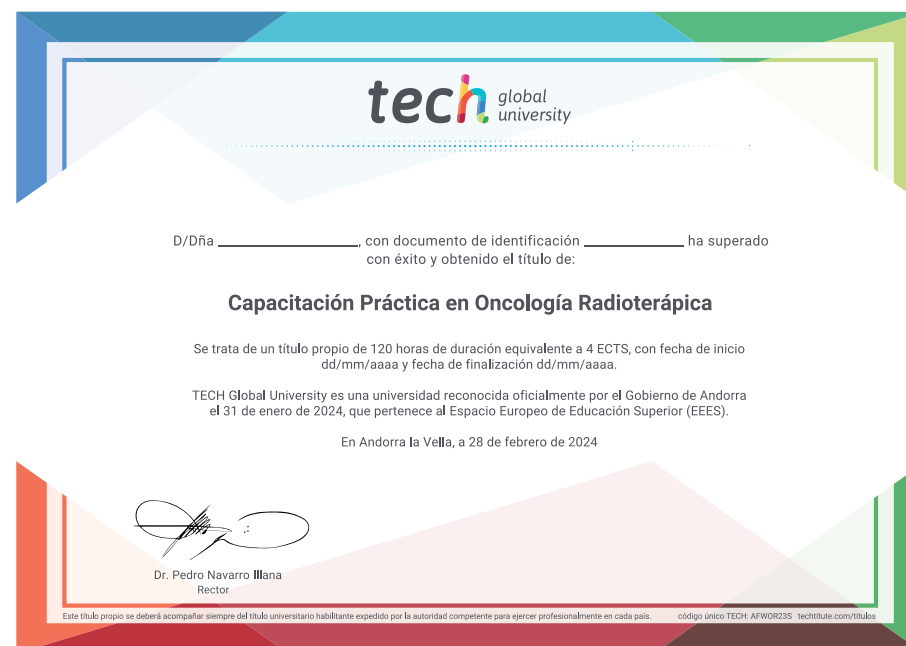 tech global university
D/Dña ____________________, con documento de identificación ______________ ha superado
con éxito y obtenido el título de:
Capacitación Práctica en Oncología Radioterápica
Se trata de un título propio de 120 horas de duración equivalente a 4 ECTS, con fecha de inicio
dd/mm/aaaa y fecha de finalización dd/mm/aaaa.
TECH Global University es una universidad reconocida oficialmente por el Gobierno de Andorra
el 31 de enero de 2024, que pertenece al Espacio Europeo de Educación Superior (EEES).
En Andorra la Vella, a 28 de febrero de 2024
Dr. Pedro Navarro Illana
Rector
Este título propio se deberá acompañar siempre del título universitario habilitante expedido por la autoridad competente para ejercer profesionalmente en cada país. código único TECH: AFWOR23S techtitute.com/titulos